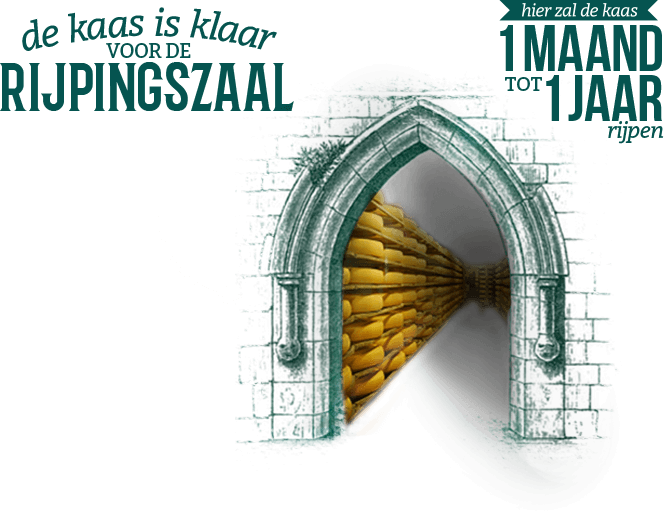 de kaas is klaar
VOOR DE
RIJPINGSZAAL
hier zal de kaas
1 MAAND
TOT 1 JAAR
rijpen